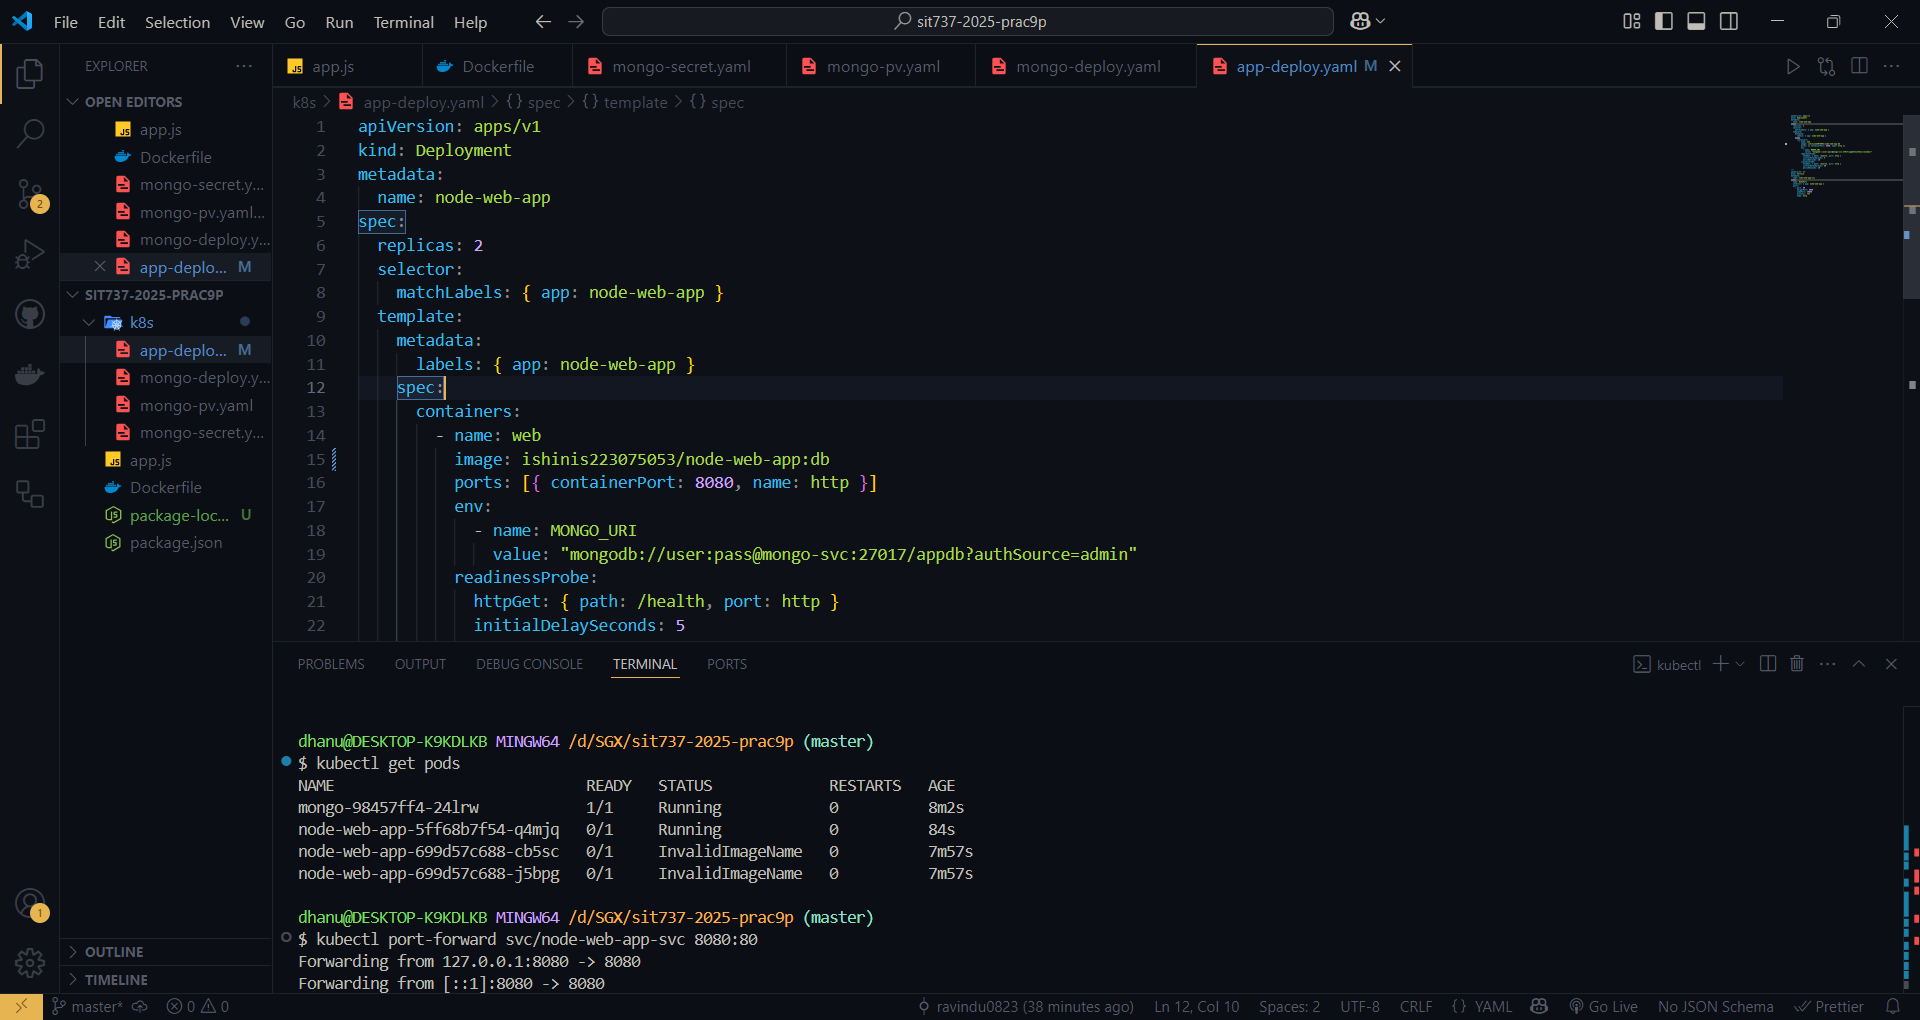 File Edit Selection View Go Run Terminal Help
sit737-2025-prac9p
EXPLORER
OPEN EDITORS
app.js
Dockerfile
mongo-secret.y...
mongo-pv.yaml...
mongo-deploy.y...
app-deplo... M
SIT737-2025-PRAC9P
k8s
app-deplo... M
mongo-deploy.y...
mongo-pv.yaml
mongo-secret.y...
app.js
Dockerfile
package-loc... U
package.json
OUTLINE
TIMELINE
2
1
app.js Dockerfile mongo-secret.yaml mongo-pv.yaml mongo-deploy.yaml app-deploy.yaml M
k8s > app-deploy.yaml > {} spec > {} template > {} spec
1 apiVersion: apps/v1
2 kind: Deployment
3 metadata:
4 name: node-web-app
5 spec:
6 replicas: 2
7 selector:
8 matchLabels: { app: node-web-app }
9 template:
10 metadata:
11 labels: { app: node-web-app }
12 spec:
13 containers:
14 - name: web
15 image: ishinis223075053/node-web-app:db
16 ports: [{ containerPort: 8080, name: http }]
17 env:
18 - name: MONGO_URI
19 value: "mongodb://user:pass@mongo-svc:27017/appdb?authSource=admin"
20 readinessProbe:
21 httpGet: { path: /health, port: http }
22 initialDelaySeconds: 5
PROBLEMS OUTPUT DEBUG CONSOLE TERMINAL PORTS
kubectl
dhanu@DESKTOP-K9KDLKB MINGW64 /d/SGX/sit737-2025-prac9p (master)
$ kubectl get pods
NAME READY STATUS RESTARTS AGE
mongo-98457ff4-24lrw 1/1 Running 0 8m2s
node-web-app-5ff68b7f54-q4mjq 0/1 Running 0 84s
node-web-app-699d57c688-cb5sc 0/1 InvalidImageName 0 7m57s
node-web-app-699d57c688-j5bpg 0/1 InvalidImageName 0 7m57s
dhanu@DESKTOP-K9KDLKB MINGW64 /d/SGX/sit737-2025-prac9p (master)
$ kubectl port-forward svc/node-web-app-svc 8080:80
Forwarding from 127.0.0.1:8080 -> 8080
Forwarding from [::1]:8080 -> 8080
master* 0 0 ravindu0823 (38 minutes ago) Ln 12, Col 10 Spaces: 2 UTF-8 CRLF {} YAML Go Live No JSON Schema Prettier